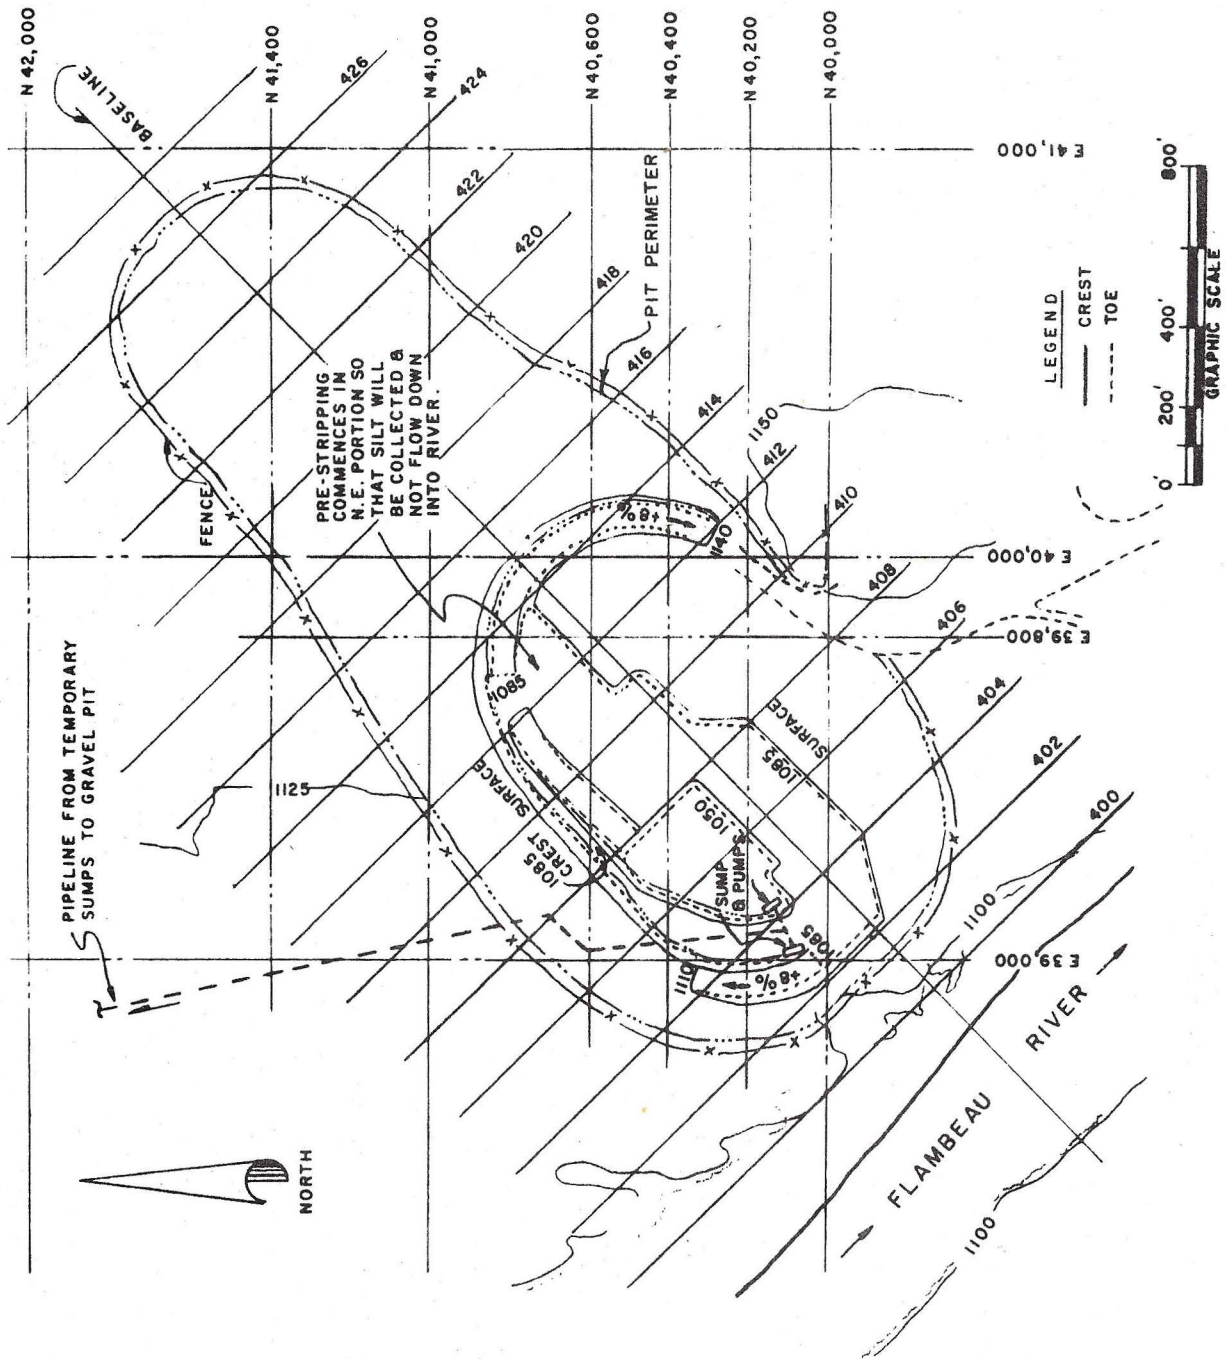 N 42,000
N 41,400
N 41,000
N 40,600
N 40,400
N 40,200
N 40,000
BASELINE
426
424
422
420
418
416
414
412
410
408
406
404
402
400
E 41,000
E 40,000
E 39,800
E 39,000
PIT PERIMETER
FENCE
PRE-STRIPPING
COMMENCES IN
N.E. PORTION SO
THAT SILT WILL
BE COLLECTED &
NOT FLOW DOWN
INTO RIVER.
PIPELINE FROM TEMPORARY
SUMPS TO GRAVEL PIT
1125
1150
+8%
1140
1085
SURFACE
1085
CREST
1050
1085
SURFACE
SUMP
& PUMPS
1085
1110
+8%
1100
FLAMBEAU
RIVER
1100
NORTH
LEGEND
CREST
TOE
0'
200'
400'
800'
GRAPHIC SCALE